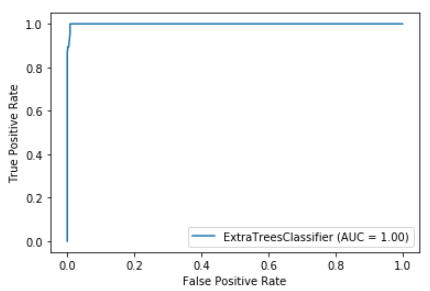 1.0
0.8
0.6
0.4
0.2
0.0
True Positive Rate
ExtraTreesClassifier (AUC = 1.00)
0.0 0.2 0.4 0.6 0.8 1.0
False Positive Rate